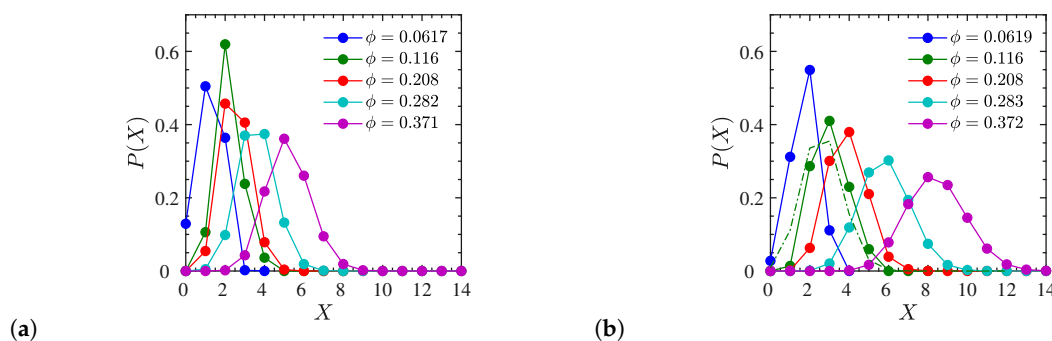 0.6
0.4
0.2
0
P(X)
0 2 4 6 8 10 12 14
X
ϕ = 0.0617
ϕ = 0.116
ϕ = 0.208
ϕ = 0.282
ϕ = 0.371
(a)
0.6
0.4
0.2
0
P(X)
0 2 4 6 8 10 12 14
X
ϕ = 0.0619
ϕ = 0.116
ϕ = 0.208
ϕ = 0.283
ϕ = 0.372
(b)